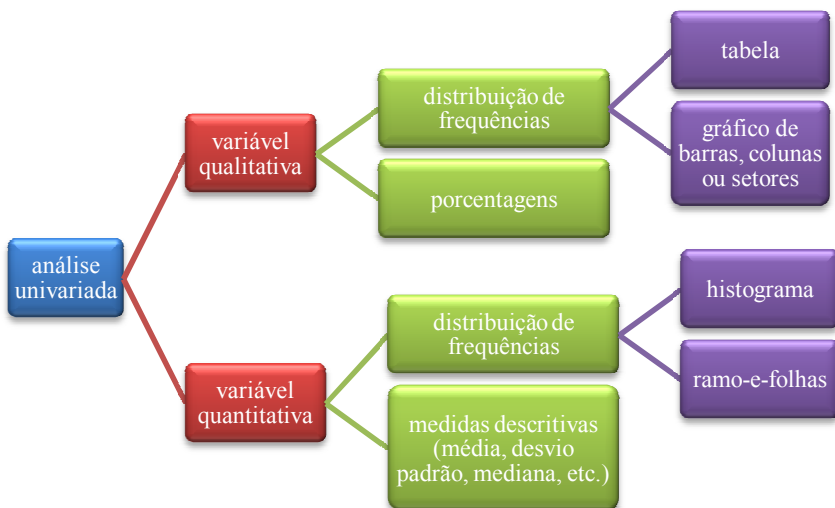 análise
univariada
variável
qualitativa
distribuição de
frequências
tabela
gráfico de
barras, colunas
ou setores
porcentagens
variável
quantitativa
distribuição de
frequências
histograma
ramo-e-folhas
medidas descritivas
(média, desvio
padrão, mediana, etc.)